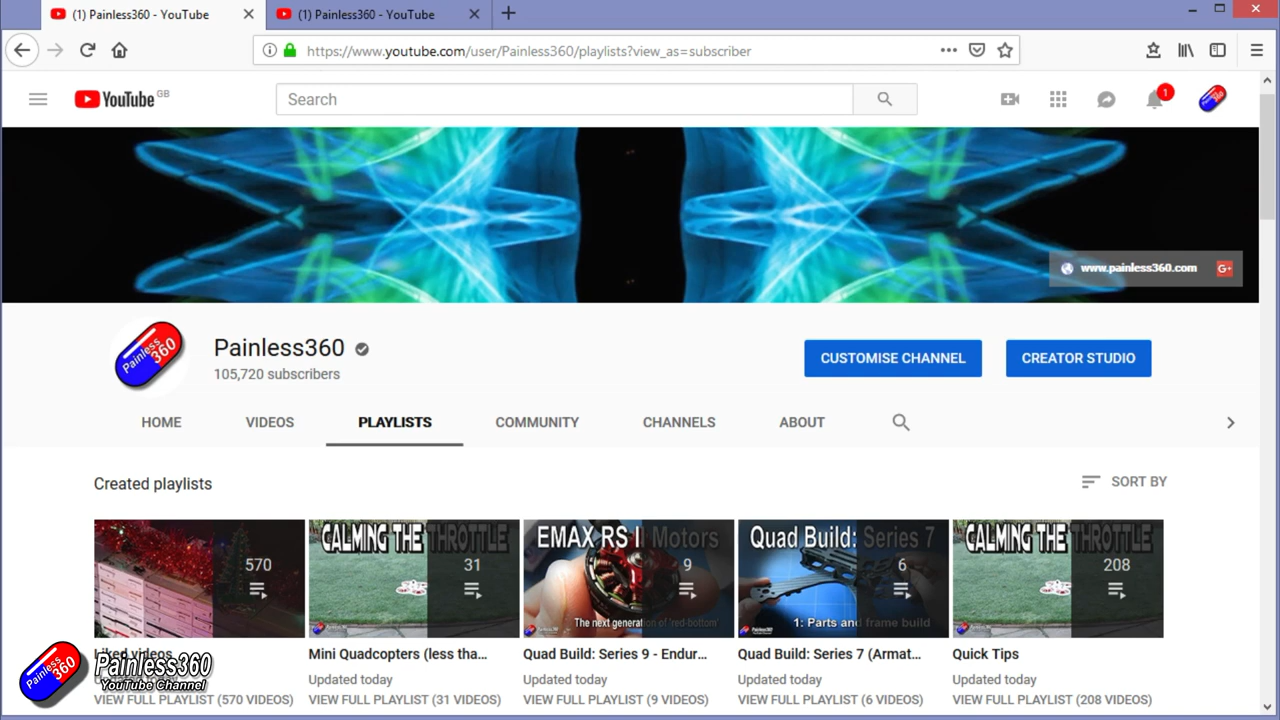 (1) Painless360 - YouTube
(1) Painless360 - YouTube
https://www.youtube.com/user/Painless360/playlists?view_as=subscriber
YouTube GB
Search
1
www.painless360.com
G+
Painless 360
Painless360
105,720 subscribers
CUSTOMISE CHANNEL
CREATOR STUDIO
HOME
VIDEOS
PLAYLISTS
COMMUNITY
CHANNELS
ABOUT
Created playlists
SORT BY
570
CALMING THE THROTTLE
31
EMAX RS I Motors
9
The next generation of 'red-bottom'
Quad Build: Series 7
6
1: Parts and frame build
CALMING THE THROTTLE
208
Liked videos
Mini Quadcopters (less tha...
Quad Build: Series 9 - Endur...
Quad Build: Series 7 (Armat...
Quick Tips
Updated today
Updated today
Updated today
Updated today
VIEW FULL PLAYLIST (570 VIDEOS)
VIEW FULL PLAYLIST (31 VIDEOS)
VIEW FULL PLAYLIST (9 VIDEOS)
VIEW FULL PLAYLIST (6 VIDEOS)
VIEW FULL PLAYLIST (208 VIDEOS)
Painless 360
Painless360
YouTube Channel